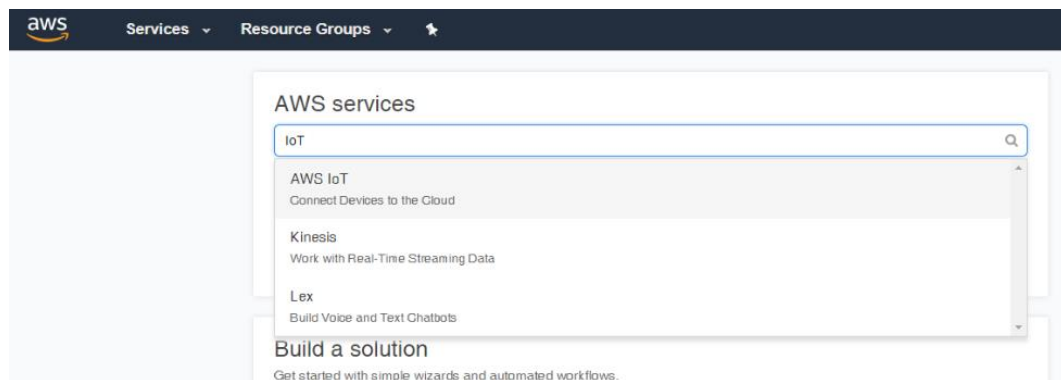 aws Services Resource Groups
AWS services
IoT
AWS IoT
Connect Devices to the Cloud
Kinesis
Work with Real-Time Streaming Data
Lex
Build Voice and Text Chatbots
Build a solution
Get started with simple wizards and automated workflows.